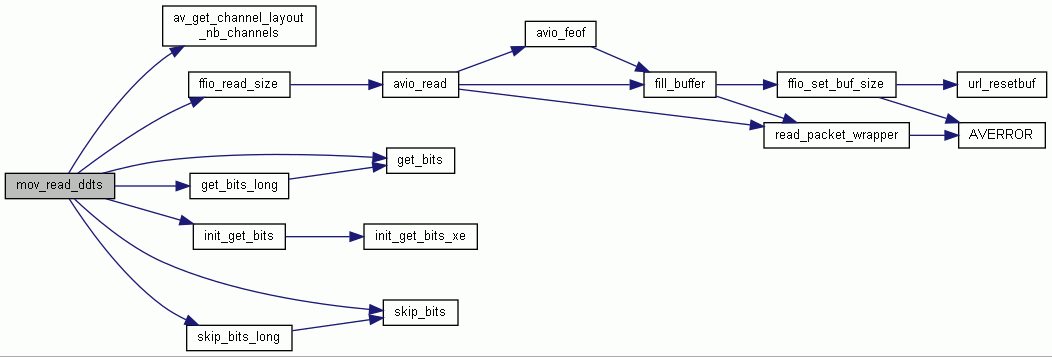 av_get_channel_layout
_nb_channels
avio_feof
ffio_read_size
avio_read
fill_buffer
ffio_set_buf_size
url_resetbuf
read_packet_wrapper
AVERROR
get_bits
mov_read_ddts
get_bits_long
init_get_bits
init_get_bits_xe
skip_bits
skip_bits_long